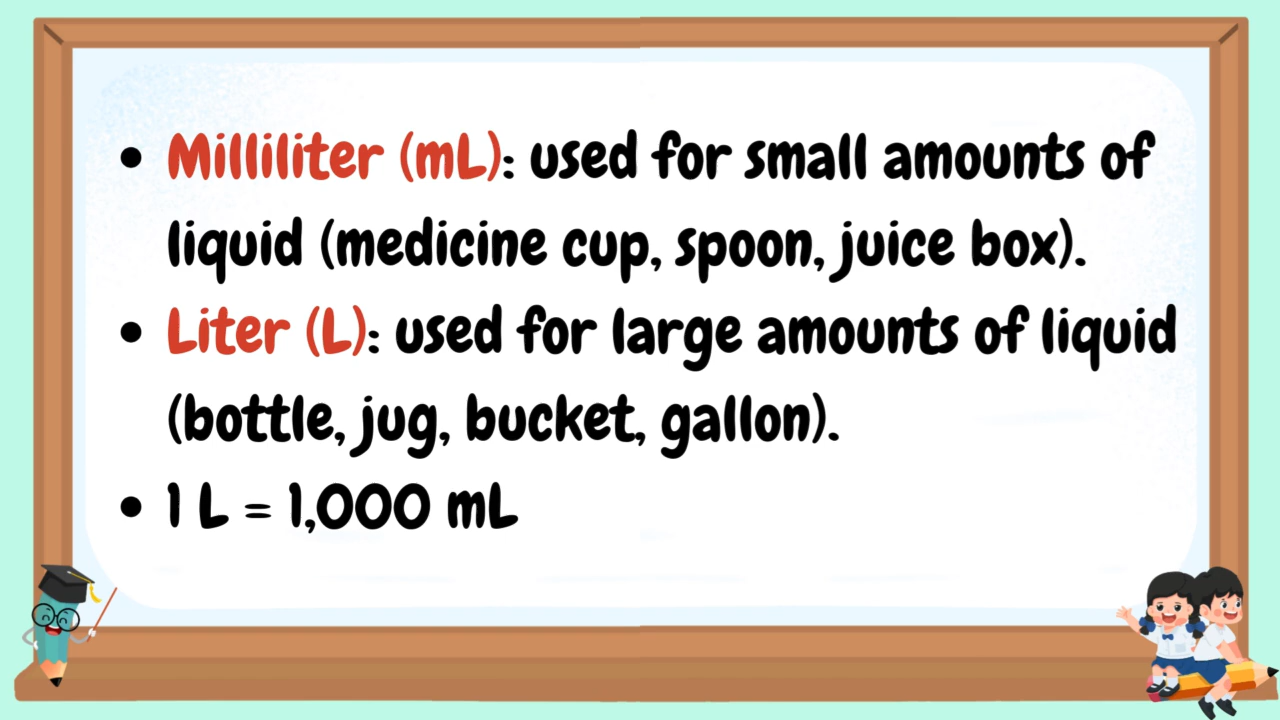 • Milliliter (mL): used for small amounts of
liquid (medicine cup, spoon, juice box).
• Liter (L): used for large amounts of liquid
(bottle, jug, bucket, gallon).
• 1 L = 1,000 mL